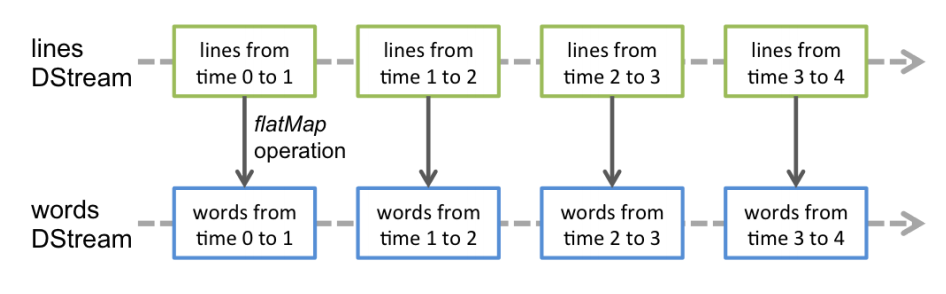 lines
DStream
lines from
time 0 to 1
lines from
time 1 to 2
lines from
time 2 to 3
lines from
time 3 to 4
flatMap
operation
words
DStream
words from
time 0 to 1
words from
time 1 to 2
words from
time 2 to 3
words from
time 3 to 4